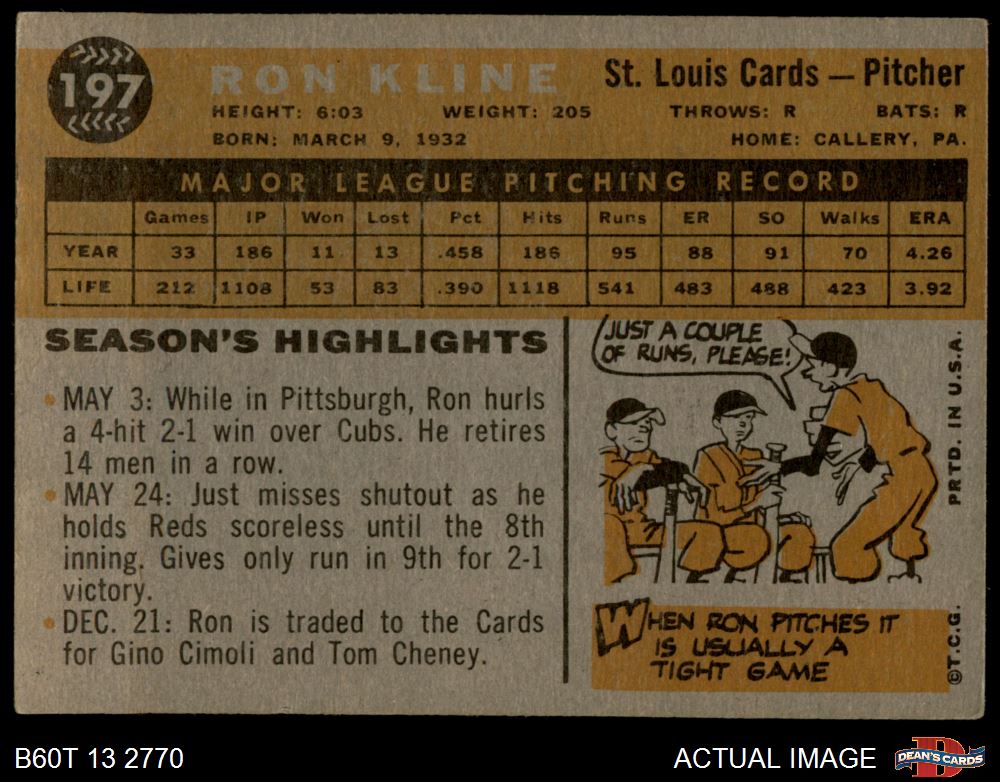 197
RON KLINE St. Louis Cards — Pitcher
HEIGHT: 6:03 WEIGHT: 205 THROWS: R BATS: R
BORN: MARCH 9, 1932 HOME: CALLERY, PA.
MAJOR LEAGUE PITCHING RECORD
Games IP Won Lost Pct Hits Runs ER SO Walks ERA
YEAR 33 186 11 13 .458 186 95 88 91 70 4.26
LIFE 212 1108 53 83 .390 1118 541 483 488 423 3.92
SEASON'S HIGHLIGHTS
• MAY 3: While in Pittsburgh, Ron hurls
a 4-hit 2-1 win over Cubs. He retires
14 men in a row.
• MAY 24: Just misses shutout as he
holds Reds scoreless until the 8th
inning. Gives only run in 9th for 2-1
victory.
• DEC. 21: Ron is traded to the Cards
for Gino Cimoli and Tom Cheney.
JUST A COUPLE
OF RUNS, PLEASE!
WHEN RON PITCHES IT
IS USUALLY A
TIGHT GAME
PRTD. IN U.S.A.
©T.C.G.
B60T 13 2770
ACTUAL IMAGE
D
DEAN'S CARDS